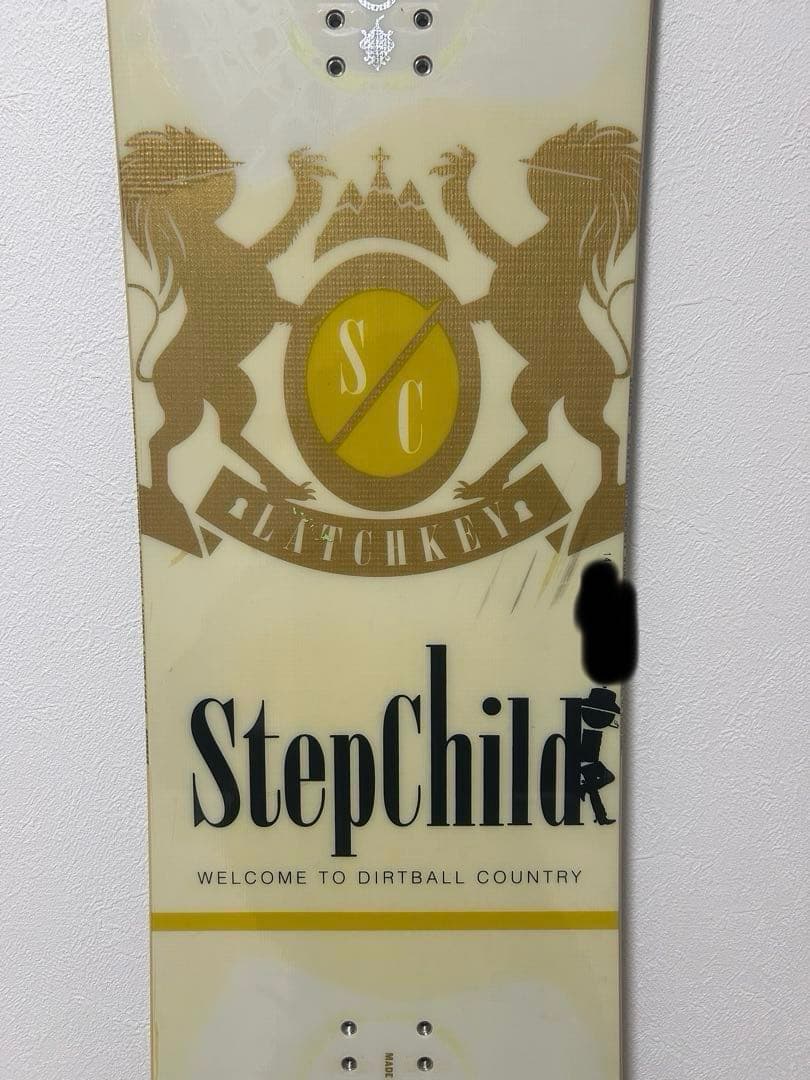 S
C
LATCHKEY
StepChild
WELCOME TO DIRTBALL COUNTRY
MADE